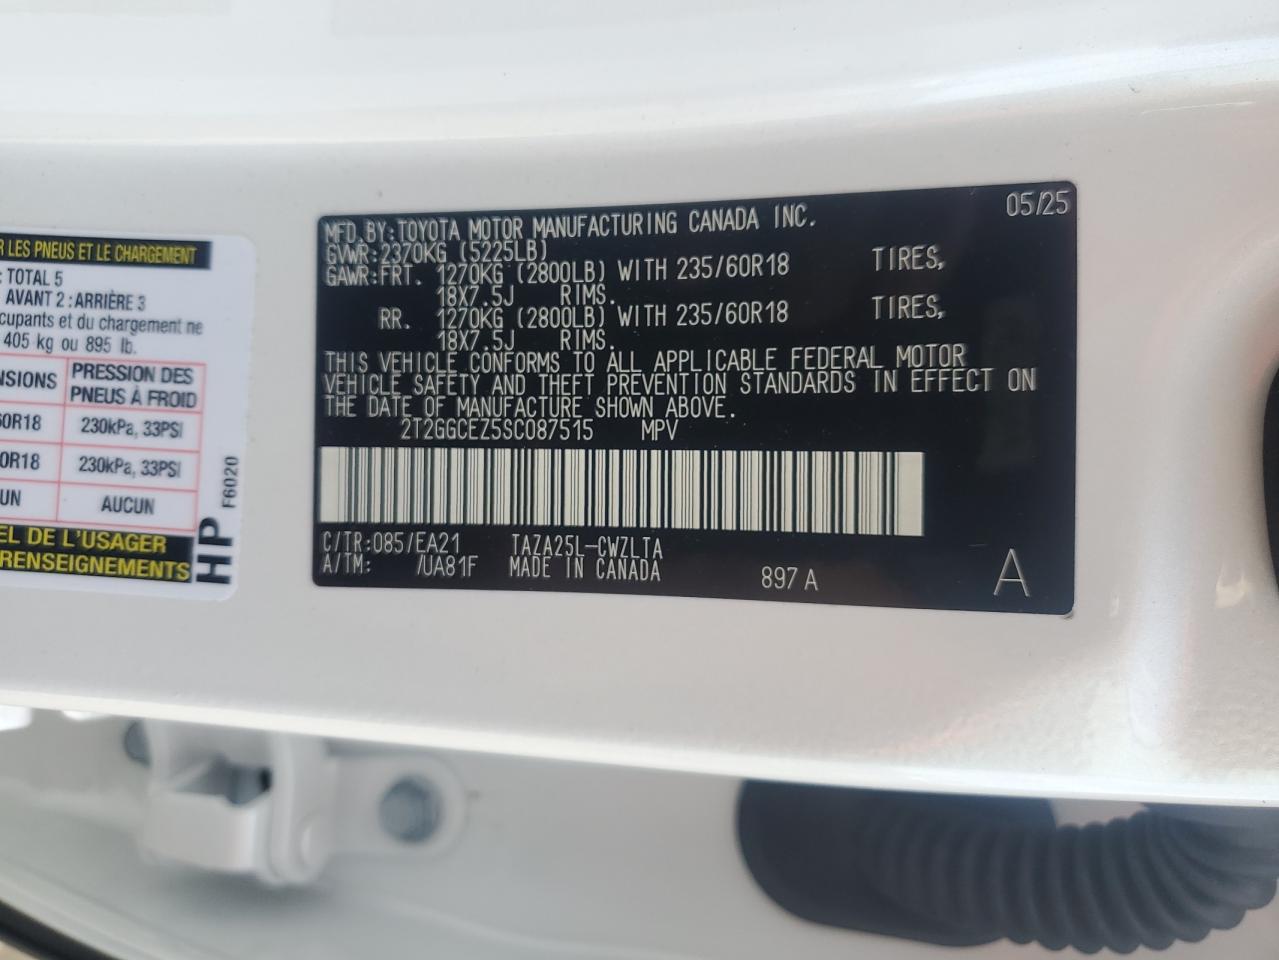 R LES PNEUS ET LE CHARGEMENT
: TOTAL 5
AVANT 2 : ARRIÈRE 3
cupants et du chargement ne
405 kg ou 895 lb.
NSIONS PRESSION DES PNEUS À FROID
60R18 230kPa, 33PSI
0R18 230kPa, 33PSI
UN AUCUN
EL DE L'USAGER
RENSEIGNEMENTS
HP F6020
05/25
MFD.BY:TOYOTA MOTOR MANUFACTURING CANADA INC.
GVWR:2370KG (5225LB)
GAWR:FRT. 1270KG (2800LB) WITH 235/60R18 TIRES,
18X7.5J RIMS.
RR. 1270KG (2800LB) WITH 235/60R18 TIRES,
18X7.5J RIMS.
THIS VEHICLE CONFORMS TO ALL APPLICABLE FEDERAL MOTOR
VEHICLE SAFETY AND THEFT PREVENTION STANDARDS IN EFFECT ON
THE DATE OF MANUFACTURE SHOWN ABOVE.
2T2GGCEZ5SC087515 MPV
C/TR:085/EA21 TAZA25L-CWZLTA
A/TM: /UA81F MADE IN CANADA 897 A A